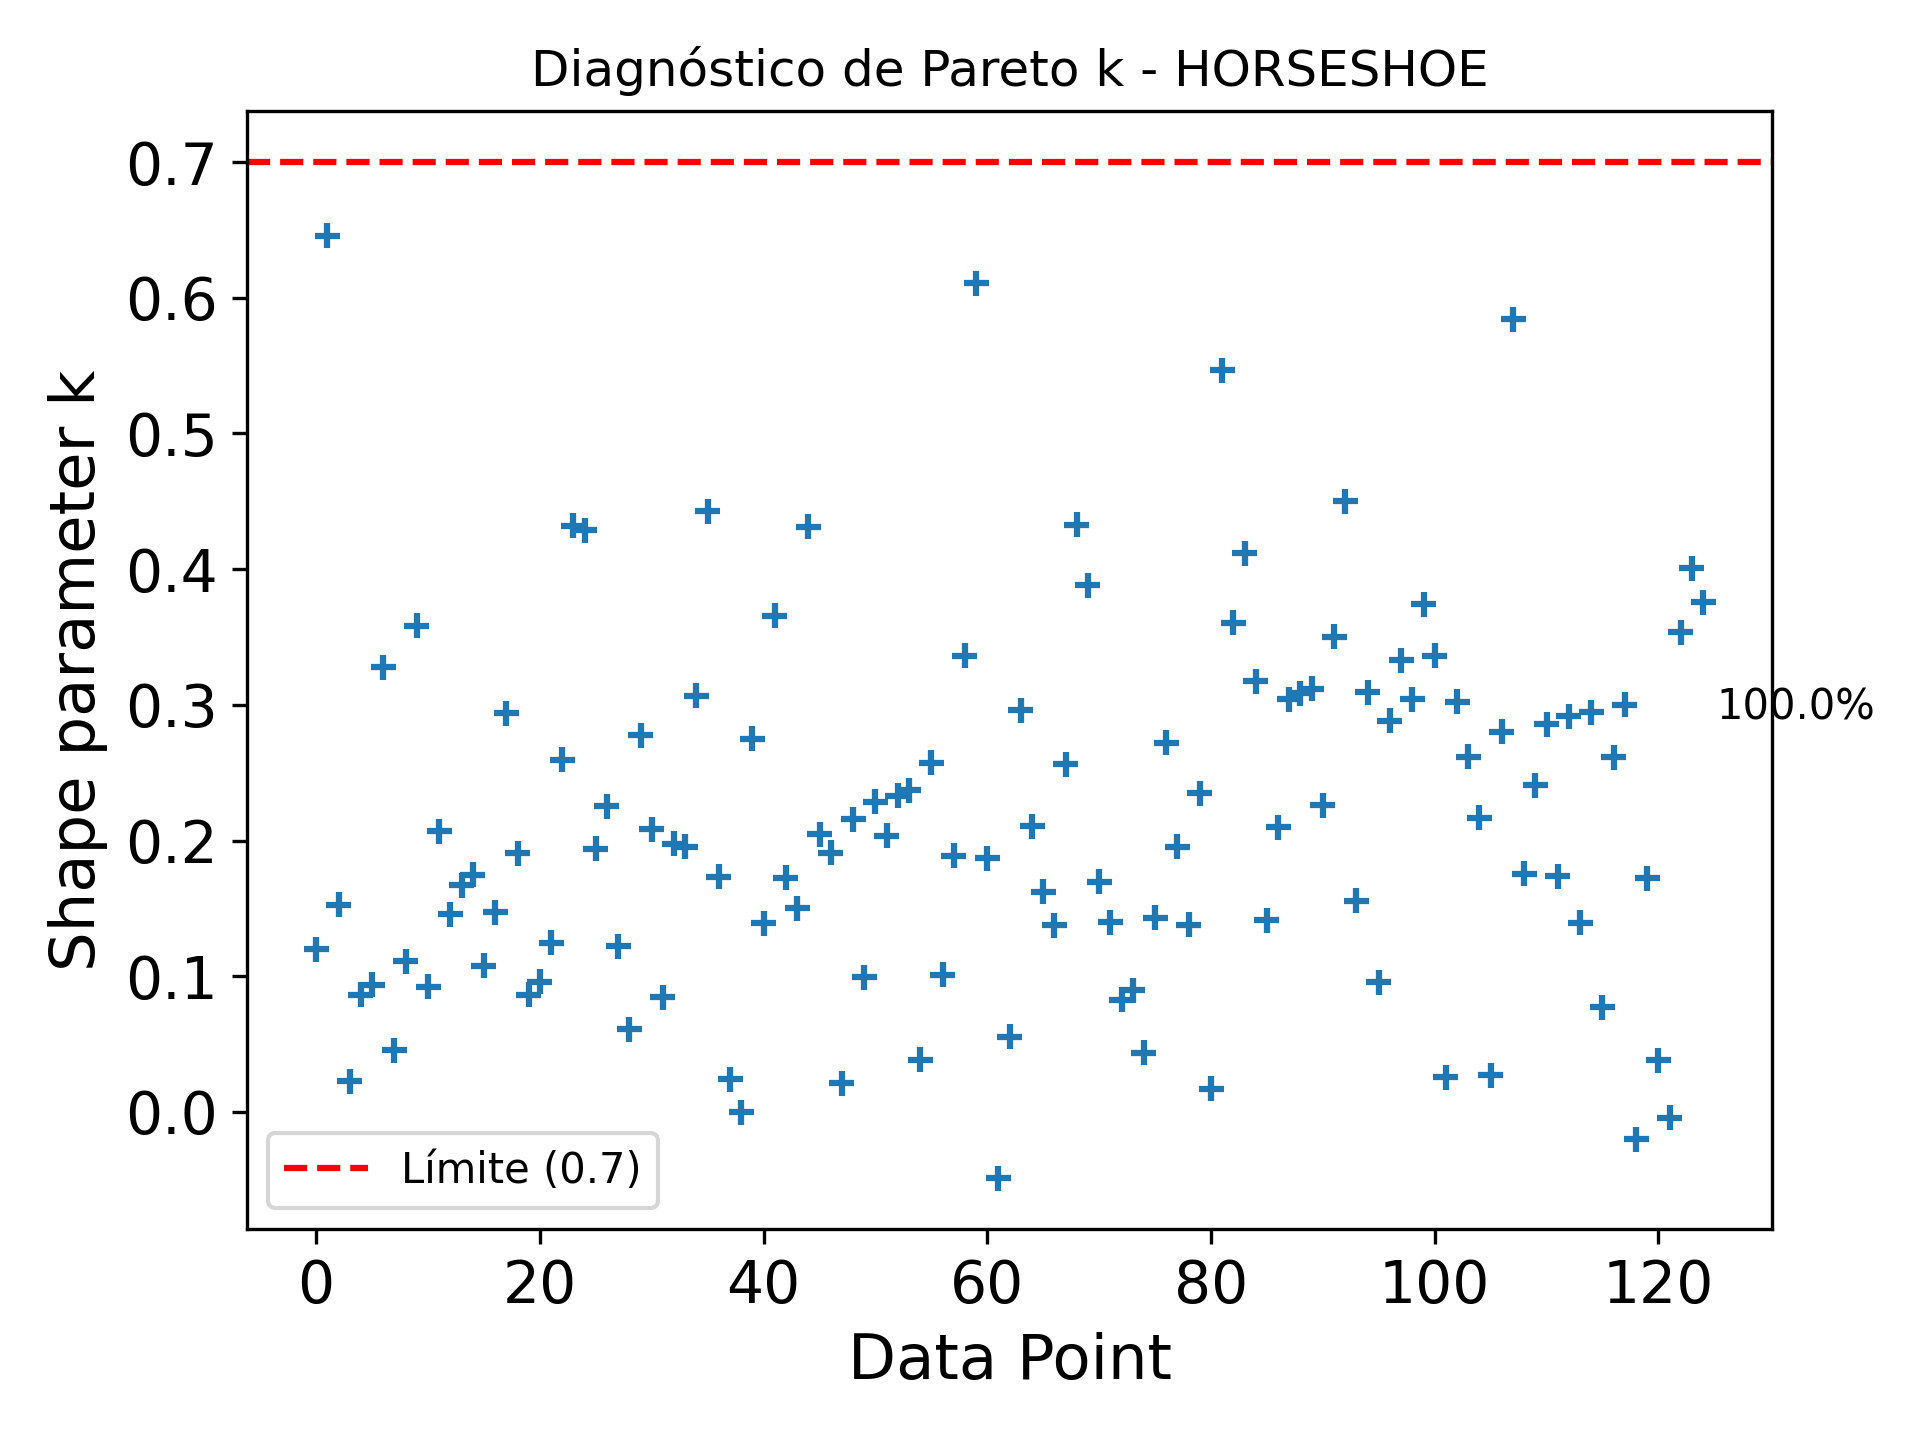 Diagnóstico de Pareto k - HORSESHOE
Shape parameter k
0.7
0.6
0.5
0.4
0.3
0.2
0.1
0.0
100.0%
Límite (0.7)
0 20 40 60 80 100 120
Data Point